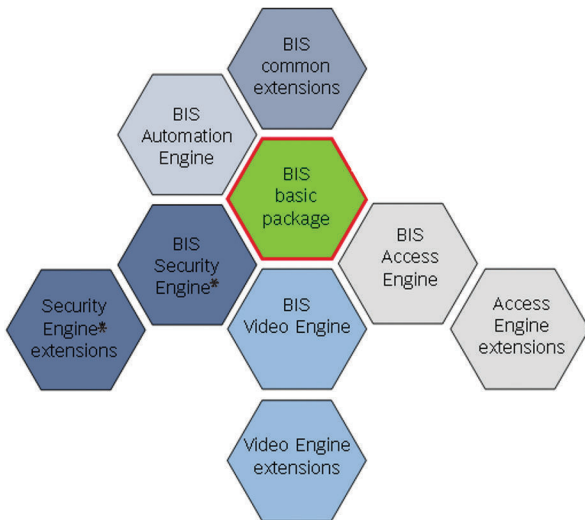 BIS
common
extensions
BIS
Automation
Engine
BIS
basic
package
BIS
Security
Engine*
BIS
Access
Engine
Security
Engine*
extensions
BIS
Video Engine
Access
Engine
extensions
Video Engine
extensions